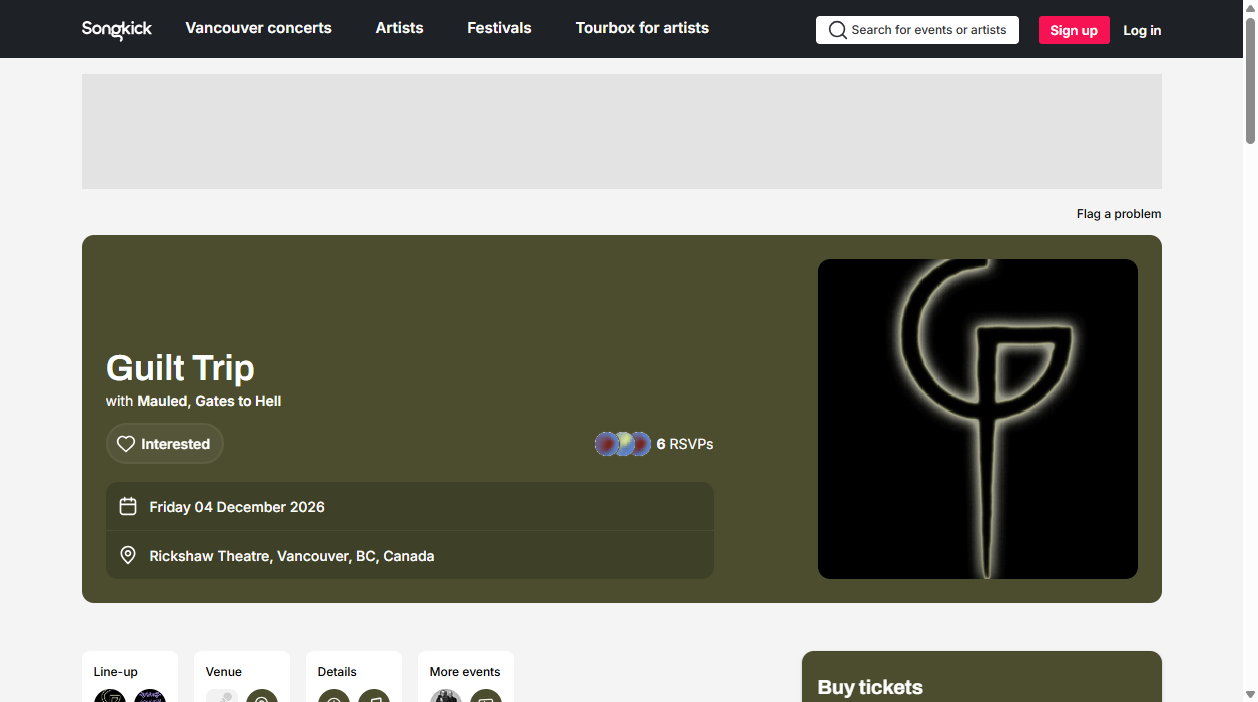 Songkick
Vancouver concerts
Artists
Festivals
Tourbox for artists
Search for events or artists
Sign up
Log in
Flag a problem
Guilt Trip
with Mauled, Gates to Hell
Interested
6 RSVPs
Friday 04 December 2026
Rickshaw Theatre, Vancouver, BC, Canada
Line-up
Venue
Details
More events
Buy tickets